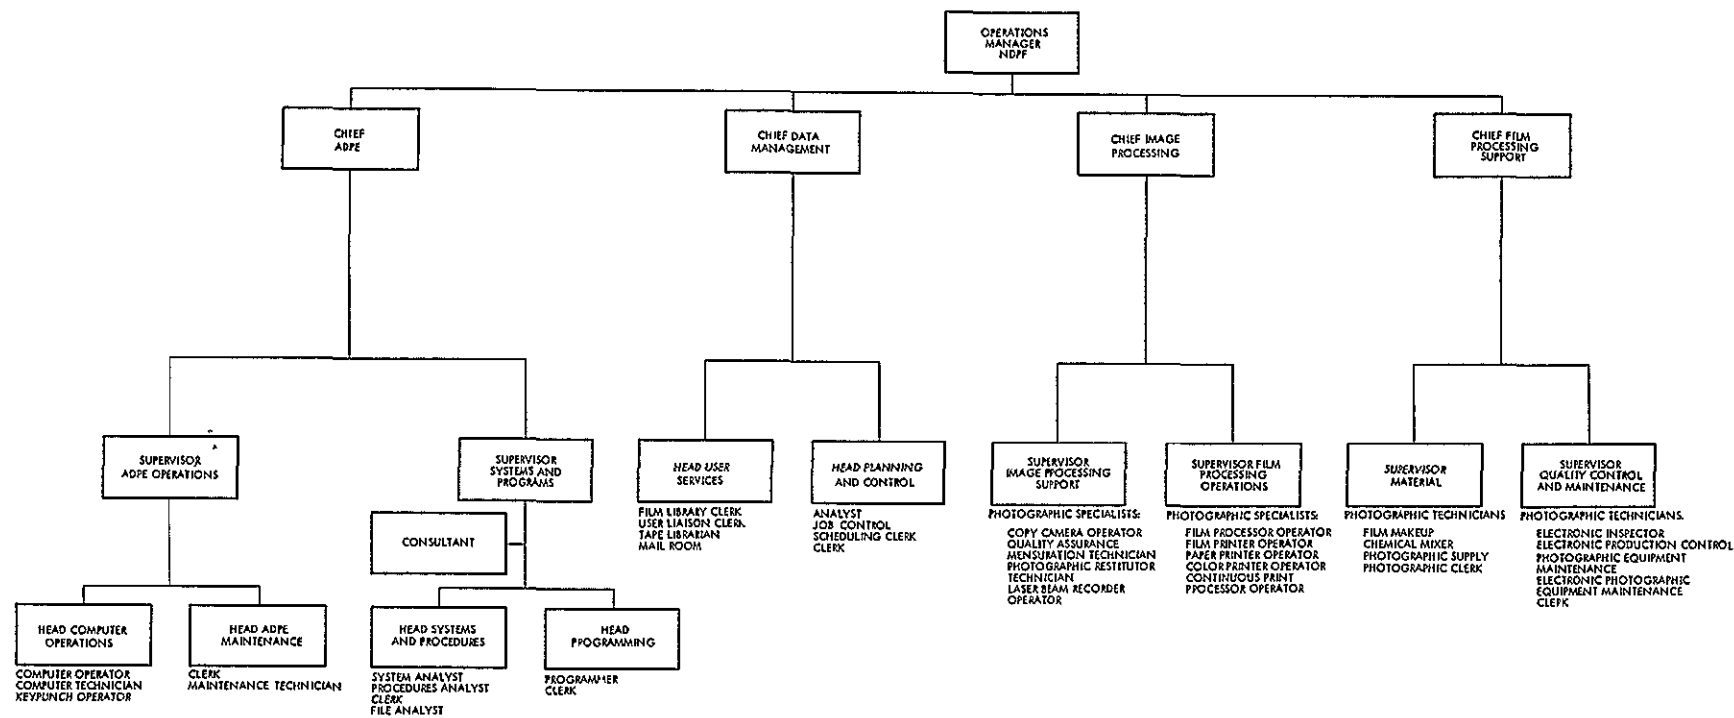 OPERATIONS
MANAGER
NDPF
CHIEF
ADPE
CHIEF DATA
MANAGEMENT
CHIEF IMAGE
PROCESSING
CHIEF FILM
PROCESSING
SUPPORT
SUPERVISOR
ADPE OPERATIONS
SUPERVISOR
SYSTEMS AND
PROGRAMS
HEAD USER
SERVICES
FILM LIBRARY CLERK
USER LIAISON CLERK
TAPE LIBRARIAN
MAIL ROOM
HEAD PLANNING
AND CONTROL
ANALYST
JOB CONTROL
SCHEDULING CLERK
CLERK
SUPERVISOR
IMAGE PROCESSING
SUPPORT
PHOTOGRAPHIC SPECIALISTS:
COPY CAMERA OPERATOR
QUALITY ASSURANCE
MENSURATION TECHNICIAN
PHOTOGRAPHIC RESTITUTOR
TECHNICIAN
LASER BEAM RECORDER
OPERATOR
SUPERVISOR FILM
PROCESSING
OPERATIONS
PHOTOGRAPHIC SPECIALISTS:
FILM PROCESSOR OPERATOR
FILM PRINTER OPERATOR
PAPER PRINTER OPERATOR
COLOR PRINTER OPERATOR
CONTINUOUS PRINT
PROCESSOR OPERATOR
SUPERVISOR
MATERIAL
PHOTOGRAPHIC TECHNICIANS
FILM MAKEUP
CHEMICAL MIXER
PHOTOGRAPHIC SUPPLY
PHOTOGRAPHIC CLERK
SUPERVISOR
QUALITY CONTROL
AND MAINTENANCE
PHOTOGRAPHIC TECHNICIANS.
ELECTRONIC INSPECTOR
ELECTRONIC PRODUCTION CONTROL
PHOTOGRAPHIC EQUIPMENT
MAINTENANCE
ELECTRONIC PHOTOGRAPHIC
EQUIPMENT MAINTENANCE
CLERK
CONSULTANT
HEAD COMPUTER
OPERATIONS
COMPUTER OPERATOR
COMPUTER TECHNICIAN
KEYPUNCH OPERATOR
HEAD ADPE
MAINTENANCE
CLERK
MAINTENANCE TECHNICIAN
HEAD SYSTEMS
AND PROCEDURES
SYSTEM ANALYST
PROCEDURES ANALYST
CLERK
FILE ANALYST
HEAD
PROGRAMMING
PROGRAMMER
CLERK